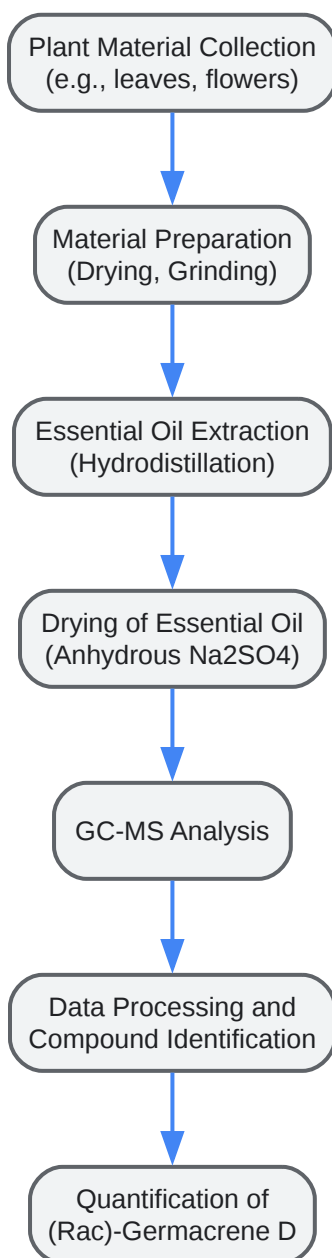 Plant Material Collection
(e.g., leaves, flowers)
Material Preparation
(Drying, Grinding)
Essential Oil Extraction
(Hydrodistillation)
Drying of Essential Oil
(Anhydrous Na2SO4)
GC-MS Analysis
Data Processing and
Compound Identification
Quantification of
(Rac)-Germacrene D